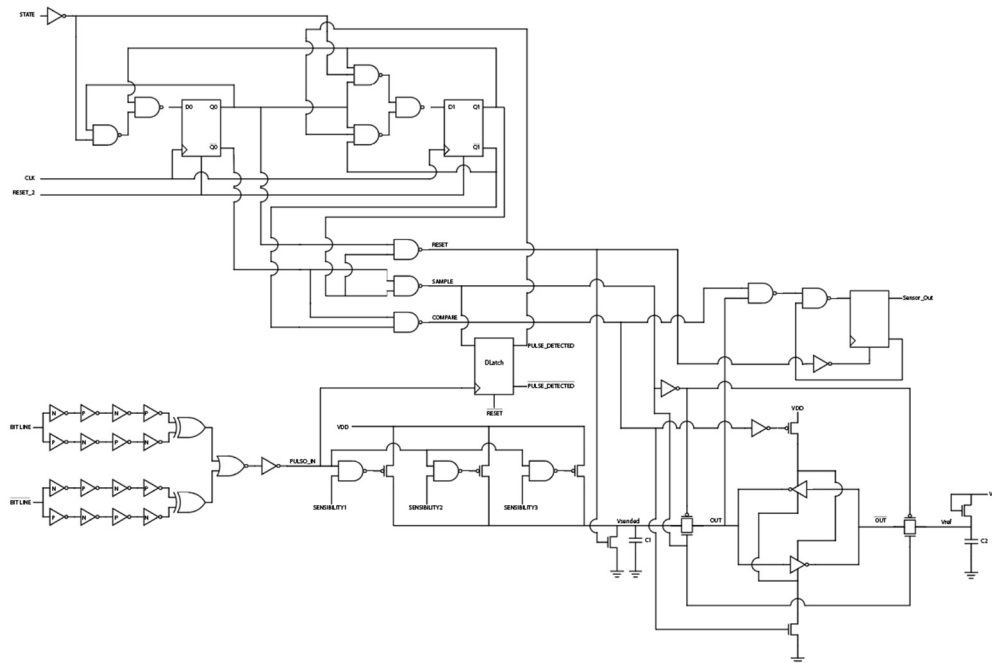 STATE
D0 Q0
Q0
D1 Q1
Q1
CLK
RESET_2
RESET
SAMPLE
COMPARE
Sensor_Out
DLatch
PULSE_DETECTED
PULSE_DETECTED
RESET
VDD
BIT LINE
N P N P
P N P N
PULSO_IN
VDD
SENSIBILITY1
SENSIBILITY2
SENSIBILITY3
BIT LINE
N P N P
P N P N
Vsanded
C1
OUT
OUT
Vref
V
C2